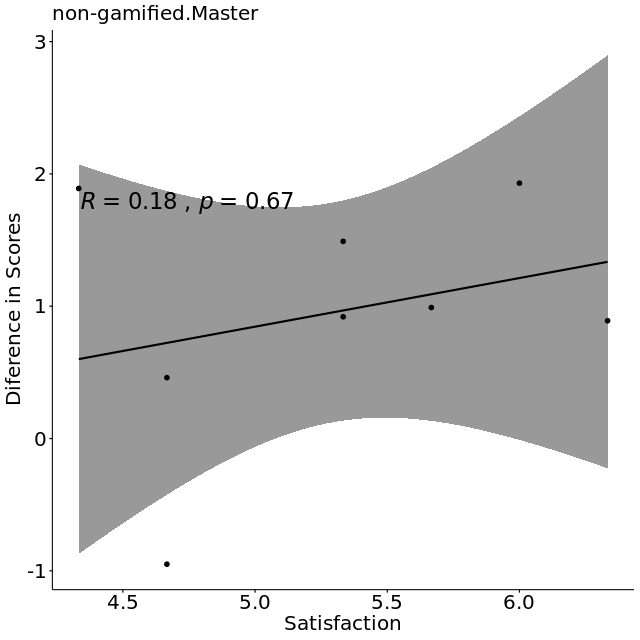 non-gamified.Master
3
2
R = 0.18 , p = 0.67
1
0
-1
Diference in Scores
4.5 5.0 5.5 6.0
Satisfaction